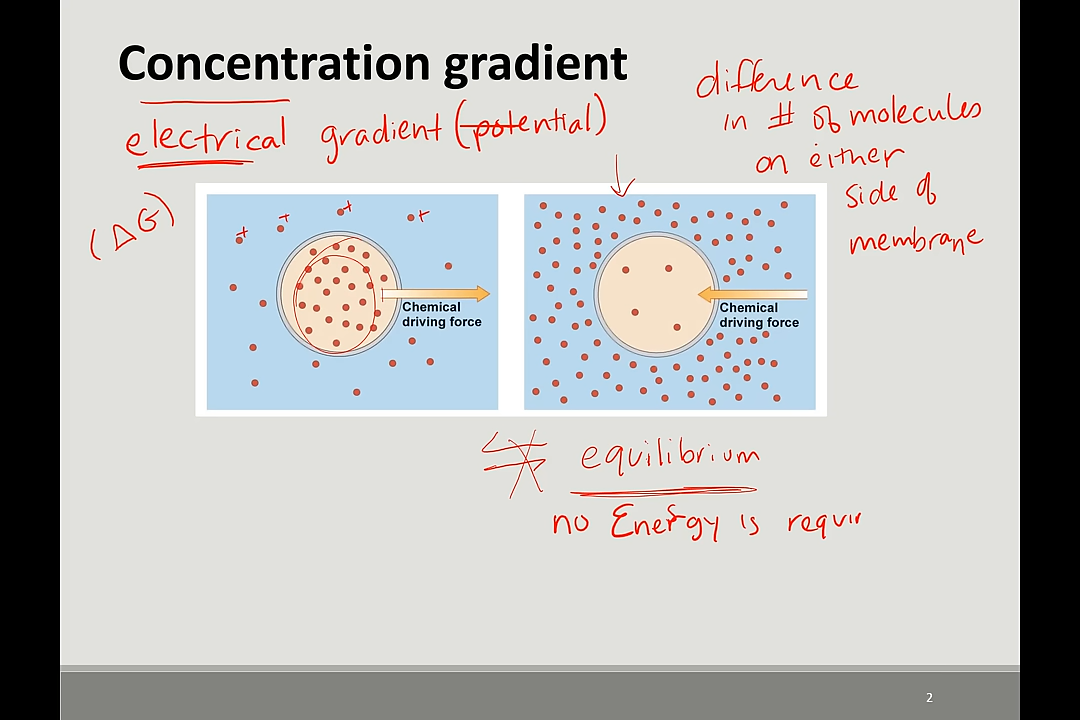 Concentration gradient
electrical gradient (potential)
difference
in # of molecules
on either
side of
membrane
(ΔG)
+ + + +
Chemical
driving force
Chemical
driving force
equilibrium
no Energy is requir
2